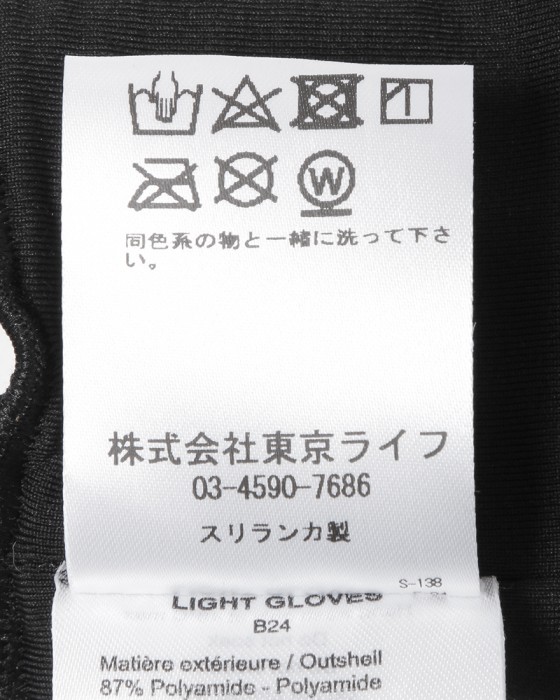 W
同色系の物と一緒に洗って下さ
い。
株式会社東京ライフ
03-4590-7686
スリランカ製
S-138
LIGHT GLOVES
B24
Matière extérieure / Outshell
87% Polyamide - Polyamide